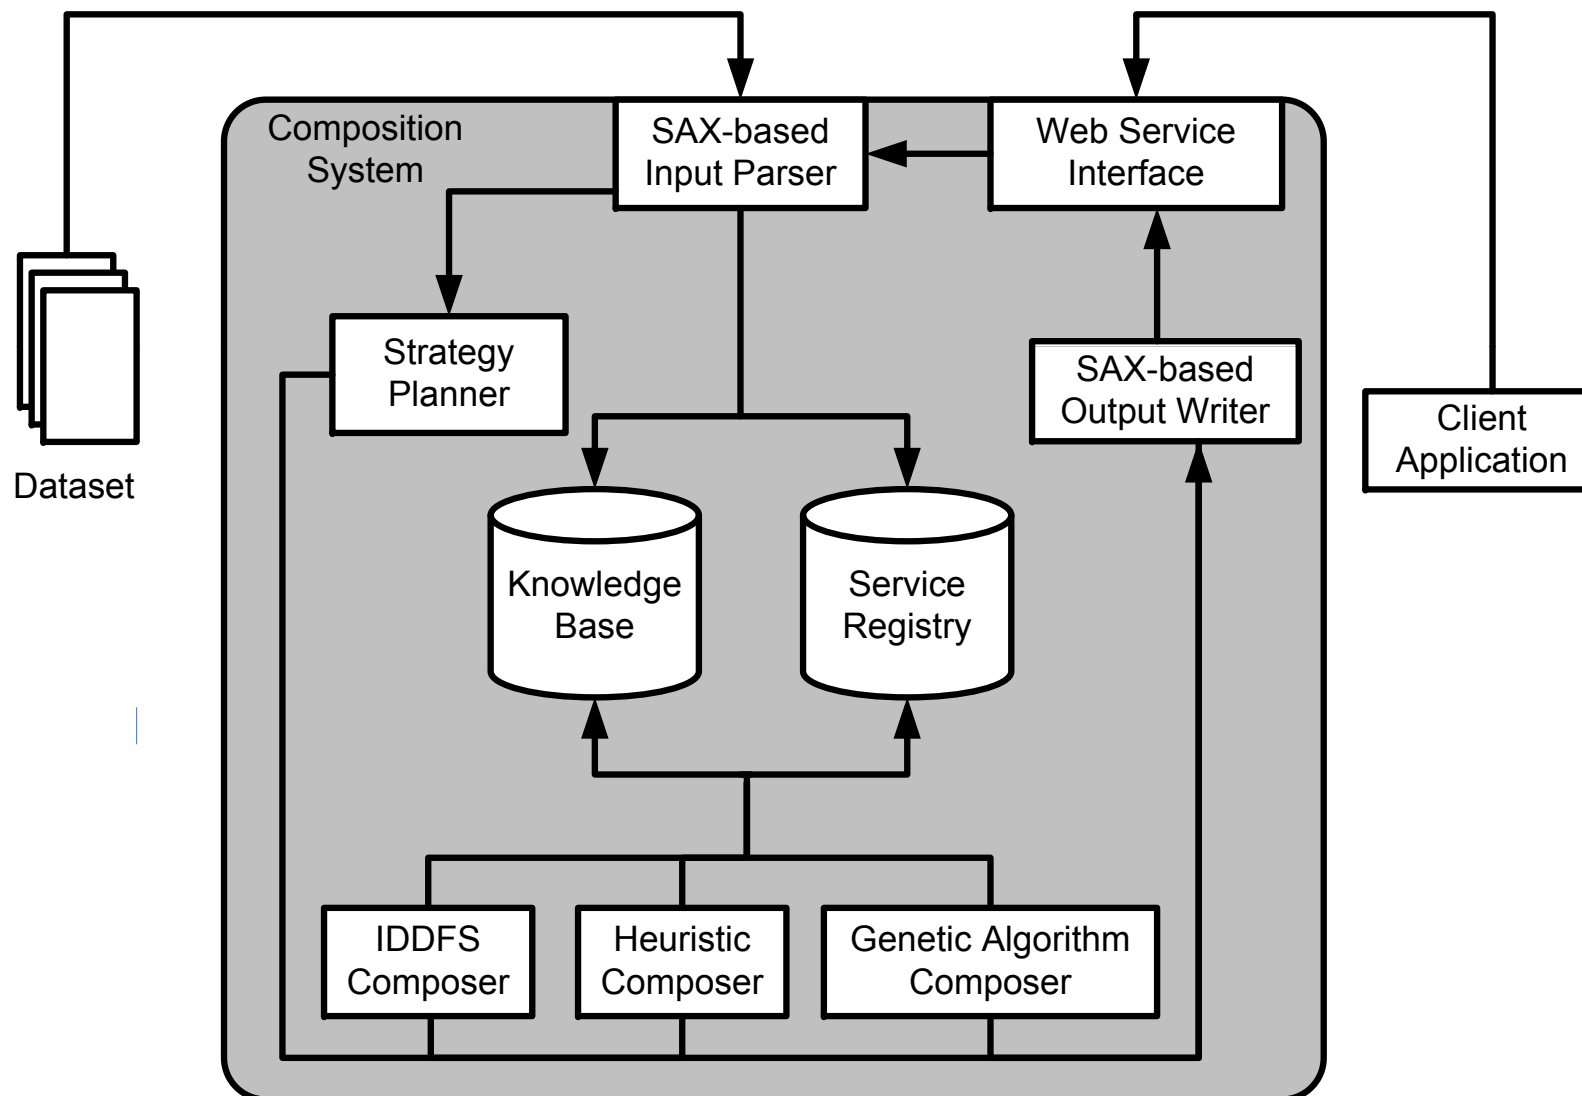 Composition
System
SAX-based
Input Parser
Web Service
Interface
Strategy
Planner
SAX-based
Output Writer
Client
Application
Dataset
Knowledge
Base
Service
Registry
IDDFS
Composer
Heuristic
Composer
Genetic Algorithm
Composer